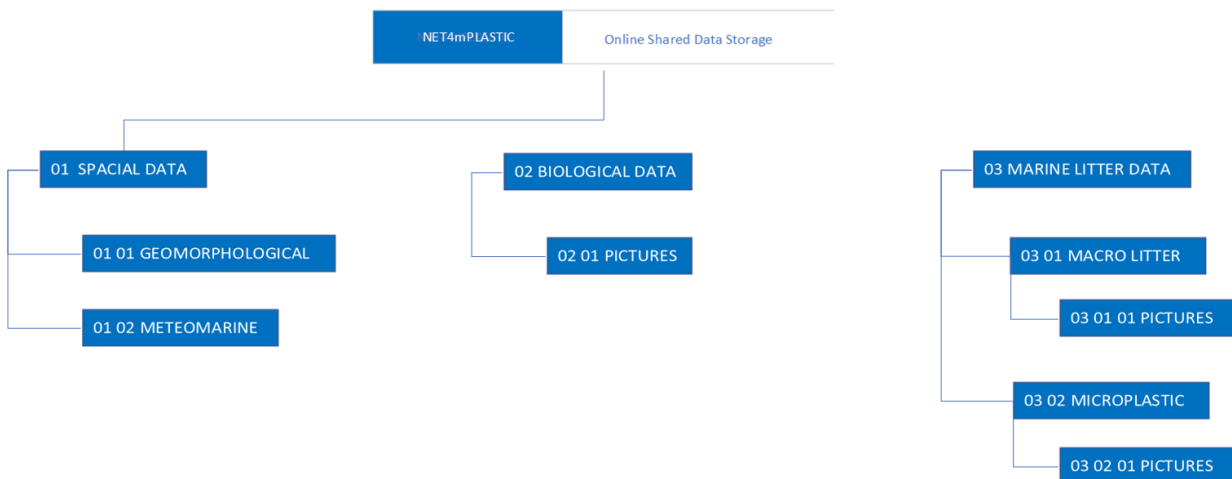 NET4mPLASTIC
Online Shared Data Storage
01 SPACIAL DATA
01 01 GEOMORPHOLOGICAL
01 02 METEOMARINE
02 BIOLOGICAL DATA
02 01 PICTURES
03 MARINE LITTER DATA
03 01 MACRO LITTER
03 01 01 PICTURES
03 02 MICROPLASTIC
03 02 01 PICTURES